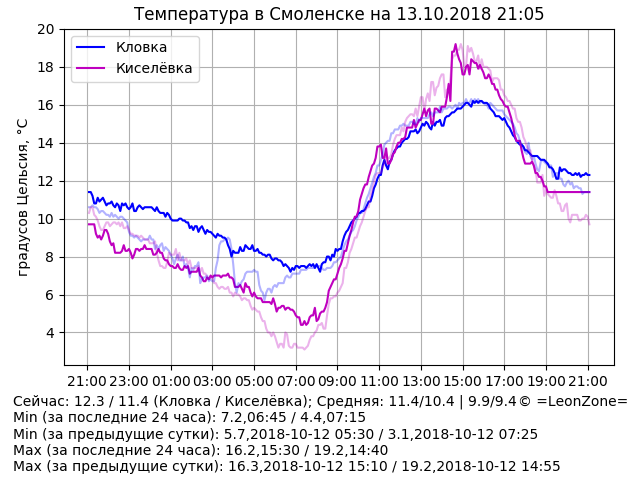 Температура в Смоленске на 13.10.2018 21:05
градусов Цельсия, °C
20
18
16
14
12
10
8
6
4
Кловка
Киселёвка
21:00 23:00 01:00 03:00 05:00 07:00 09:00 11:00 13:00 15:00 17:00 19:00 21:00
Сейчас: 12.3 / 11.4 (Кловка / Киселёвка); Средняя: 11.4/10.4 | 9.9/9.4© =LeonZone=
Min (за последние 24 часа): 7.2,06:45 / 4.4,07:15
Min (за предыдущие сутки): 5.7,2018-10-12 05:30 / 3.1,2018-10-12 07:25
Max (за последние 24 часа): 16.2,15:30 / 19.2,14:40
Max (за предыдущие сутки): 16.3,2018-10-12 15:10 / 19.2,2018-10-12 14:55